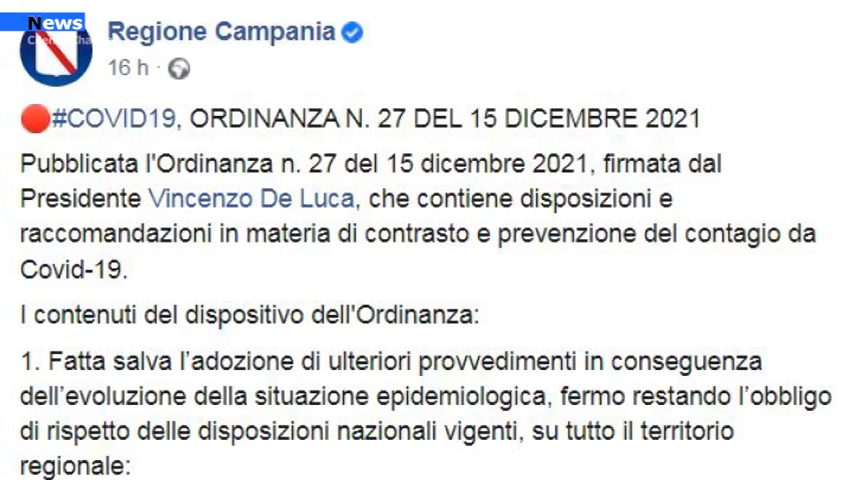 News
Regione Campania
16 h ·
#COVID19, ORDINANZA N. 27 DEL 15 DICEMBRE 2021
Pubblicata l'Ordinanza n. 27 del 15 dicembre 2021, firmata dal
Presidente Vincenzo De Luca, che contiene disposizioni e
raccomandazioni in materia di contrasto e prevenzione del contagio da
Covid-19.
I contenuti del dispositivo dell'Ordinanza:
1. Fatta salva l’adozione di ulteriori provvedimenti in conseguenza
dell’evoluzione della situazione epidemiologica, fermo restando l’obbligo
di rispetto delle disposizioni nazionali vigenti, su tutto il territorio
regionale: